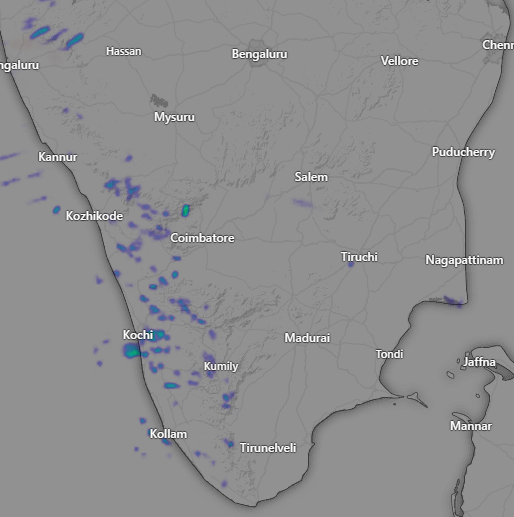 Hassan
Bengaluru
Chenn
Vellore
ngaluru
Mysuru
Kannur
Puducherry
Salem
Kozhikode
Coimbatore
Tiruchi
Nagapattinam
Kochi
Madurai
Tondi
Kumily
Jaffna
Kollam
Mannar
Tirunelveli